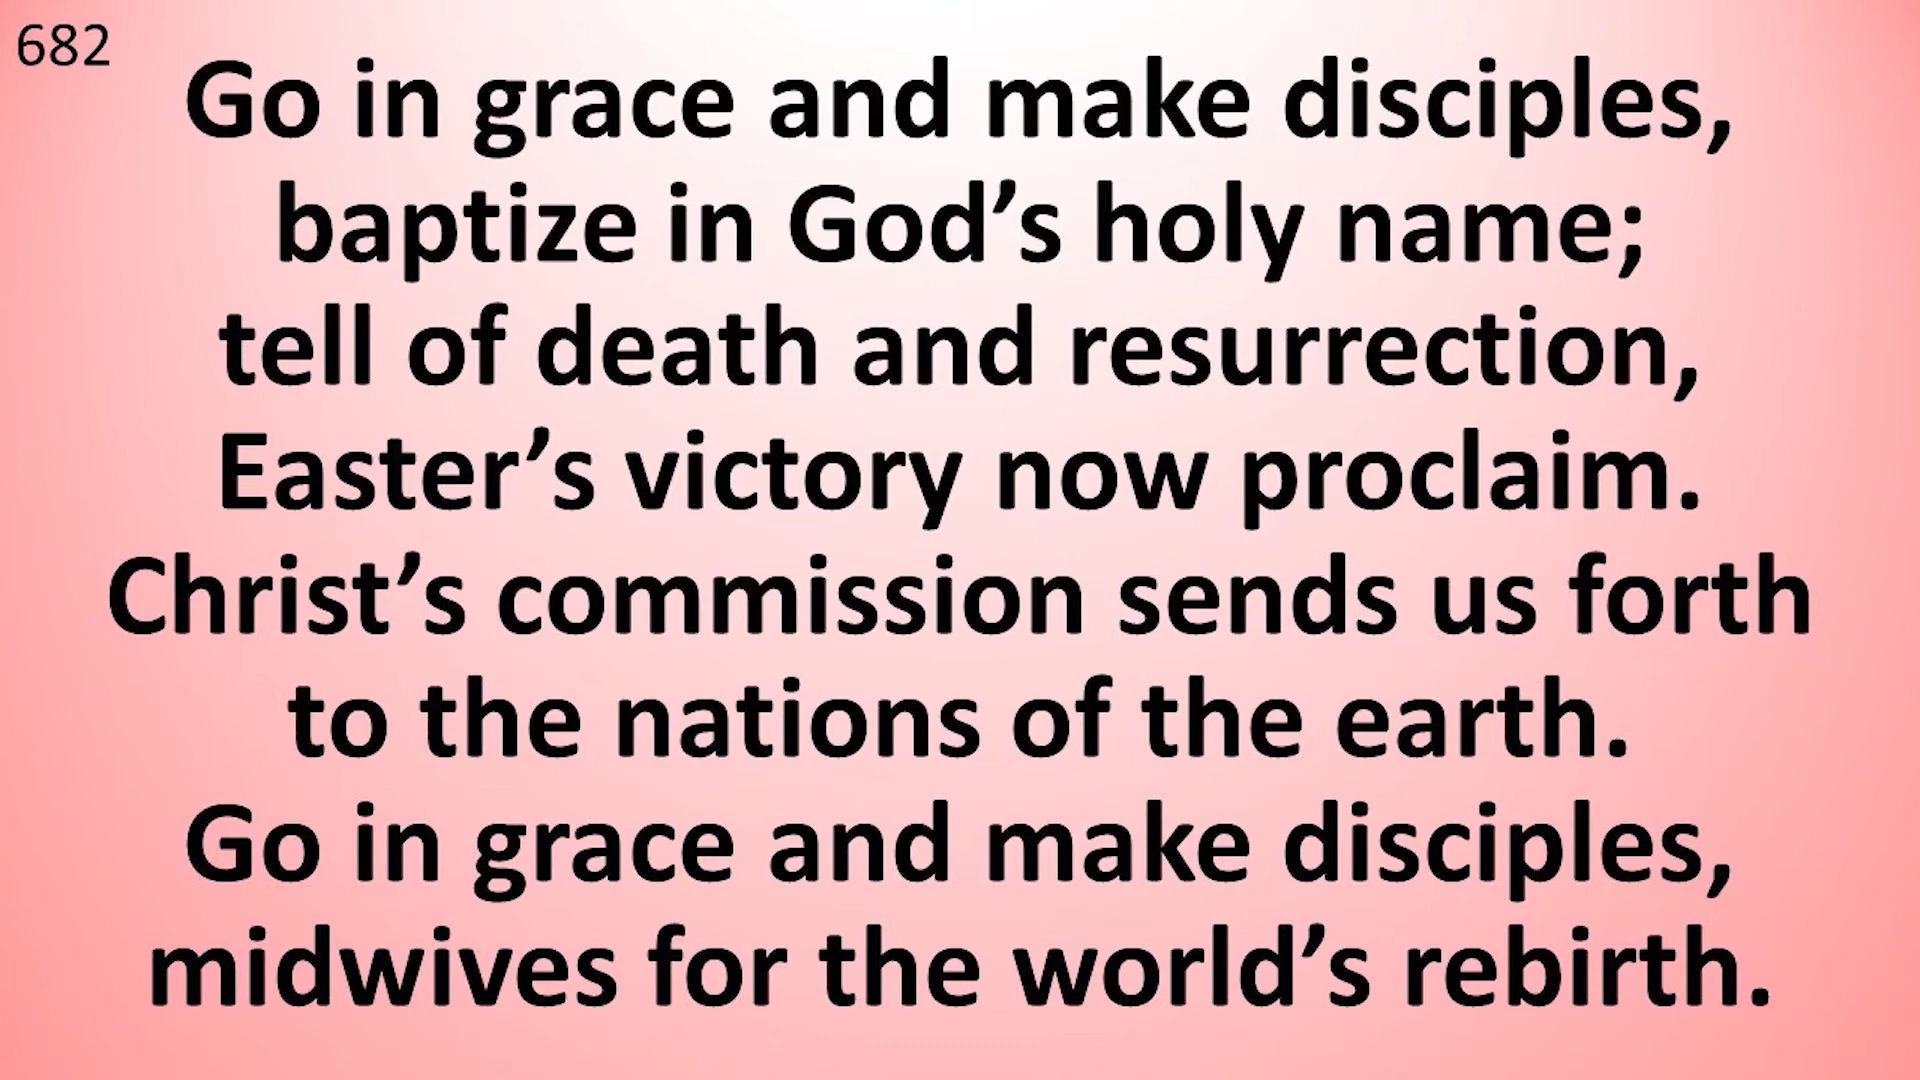 682
Go in grace and make disciples,
baptize in God’s holy name;
tell of death and resurrection,
Easter’s victory now proclaim.
Christ’s commission sends us forth
to the nations of the earth.
Go in grace and make disciples,
midwives for the world’s rebirth.